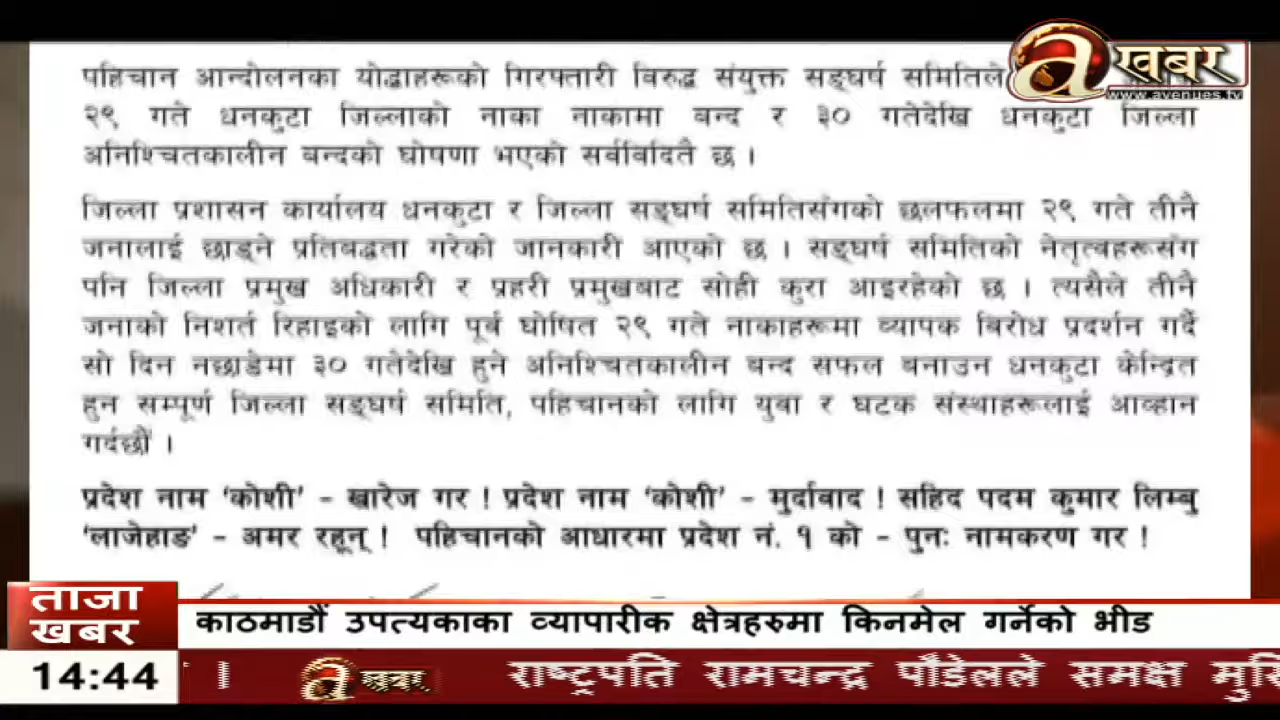 पहिचान आन्दोलनका योद्धाहरूको गिरफ्तारी विरुद्ध संयुक्त सङ्घर्ष समितिले
२९ गते धनकुटा जिल्लाको नाका नाकामा बन्द र ३० गतेदेखि धनकुटा जिल्ला
अनिश्चितकालीन बन्दको घोषणा भएको सर्वविदितै छ ।
जिल्ला प्रशासन कार्यालय धनकुटा र जिल्ला सङ्घर्ष समितिसंगको छलफलमा २९ गते तीनै
जनालाई छाड्ने प्रतिबद्धता गरेको जानकारी आएको छ । सङ्घर्ष समितिको नेतृत्वहरूसंग
पनि जिल्ला प्रमुख अधिकारी र प्रहरी प्रमुखबाट सोही कुरा आइरहेको छ । त्यसैले तीनै
जनाको निशर्त रिहाइको लागि पूर्व घोषित २९ गते नाकाहरूमा व्यापक बिरोध प्रदर्शन गर्दै
सो दिन नछाडेमा ३० गतेदेखि हुने अनिश्चितकालीन बन्द सफल बनाउन धनकुटा केन्द्रित
हुन सम्पूर्ण जिल्ला सङ्घर्ष समिति, पहिचानको लागि युवा र घटक संस्थाहरूलाई आव्हान
गर्दछौं ।
प्रदेश नाम ‘कोशी’ - खारेज गर ! प्रदेश नाम ‘कोशी’ - मुर्दावाद ! सहिद पदम कुमार लिम्बु
‘लाजेहाङ’ - अमर रहून् ! पहिचानको आधारमा प्रदेश नं. १ को - पुनः नामकरण गर !
a खबर
www.avenues.tv
ताजा
खबर
काठमाडौं उपत्यकाका व्यापारीक क्षेत्रहरुमा किनमेल गर्नेको भीड
14:44
। a खबर राष्ट्रपति रामचन्द्र पौडेलले समक्ष